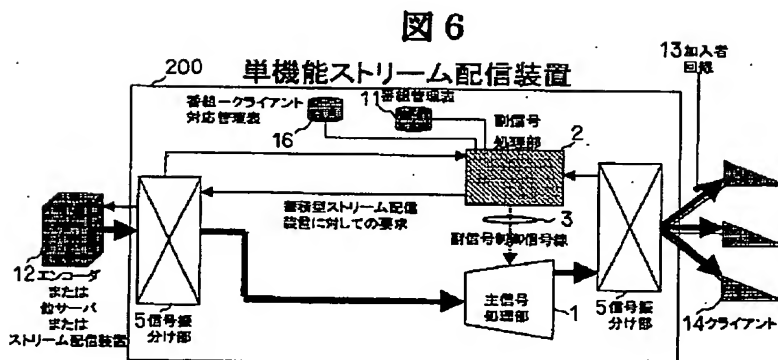 図6
200
単機能ストリーム配信装置
13加入者
回線
番組ークライアント
対応管理表
16
番組管理表
11
副信号
処理部
2
蓄積型ストリーム配信
装置に対しての要求
3
副信号制御信号線
12エンコーダ
または
他サーバ
または
ストリーム配信装置
5信号振
分け部
主信号
処理部
1
5信号振
分け部
14クライアント